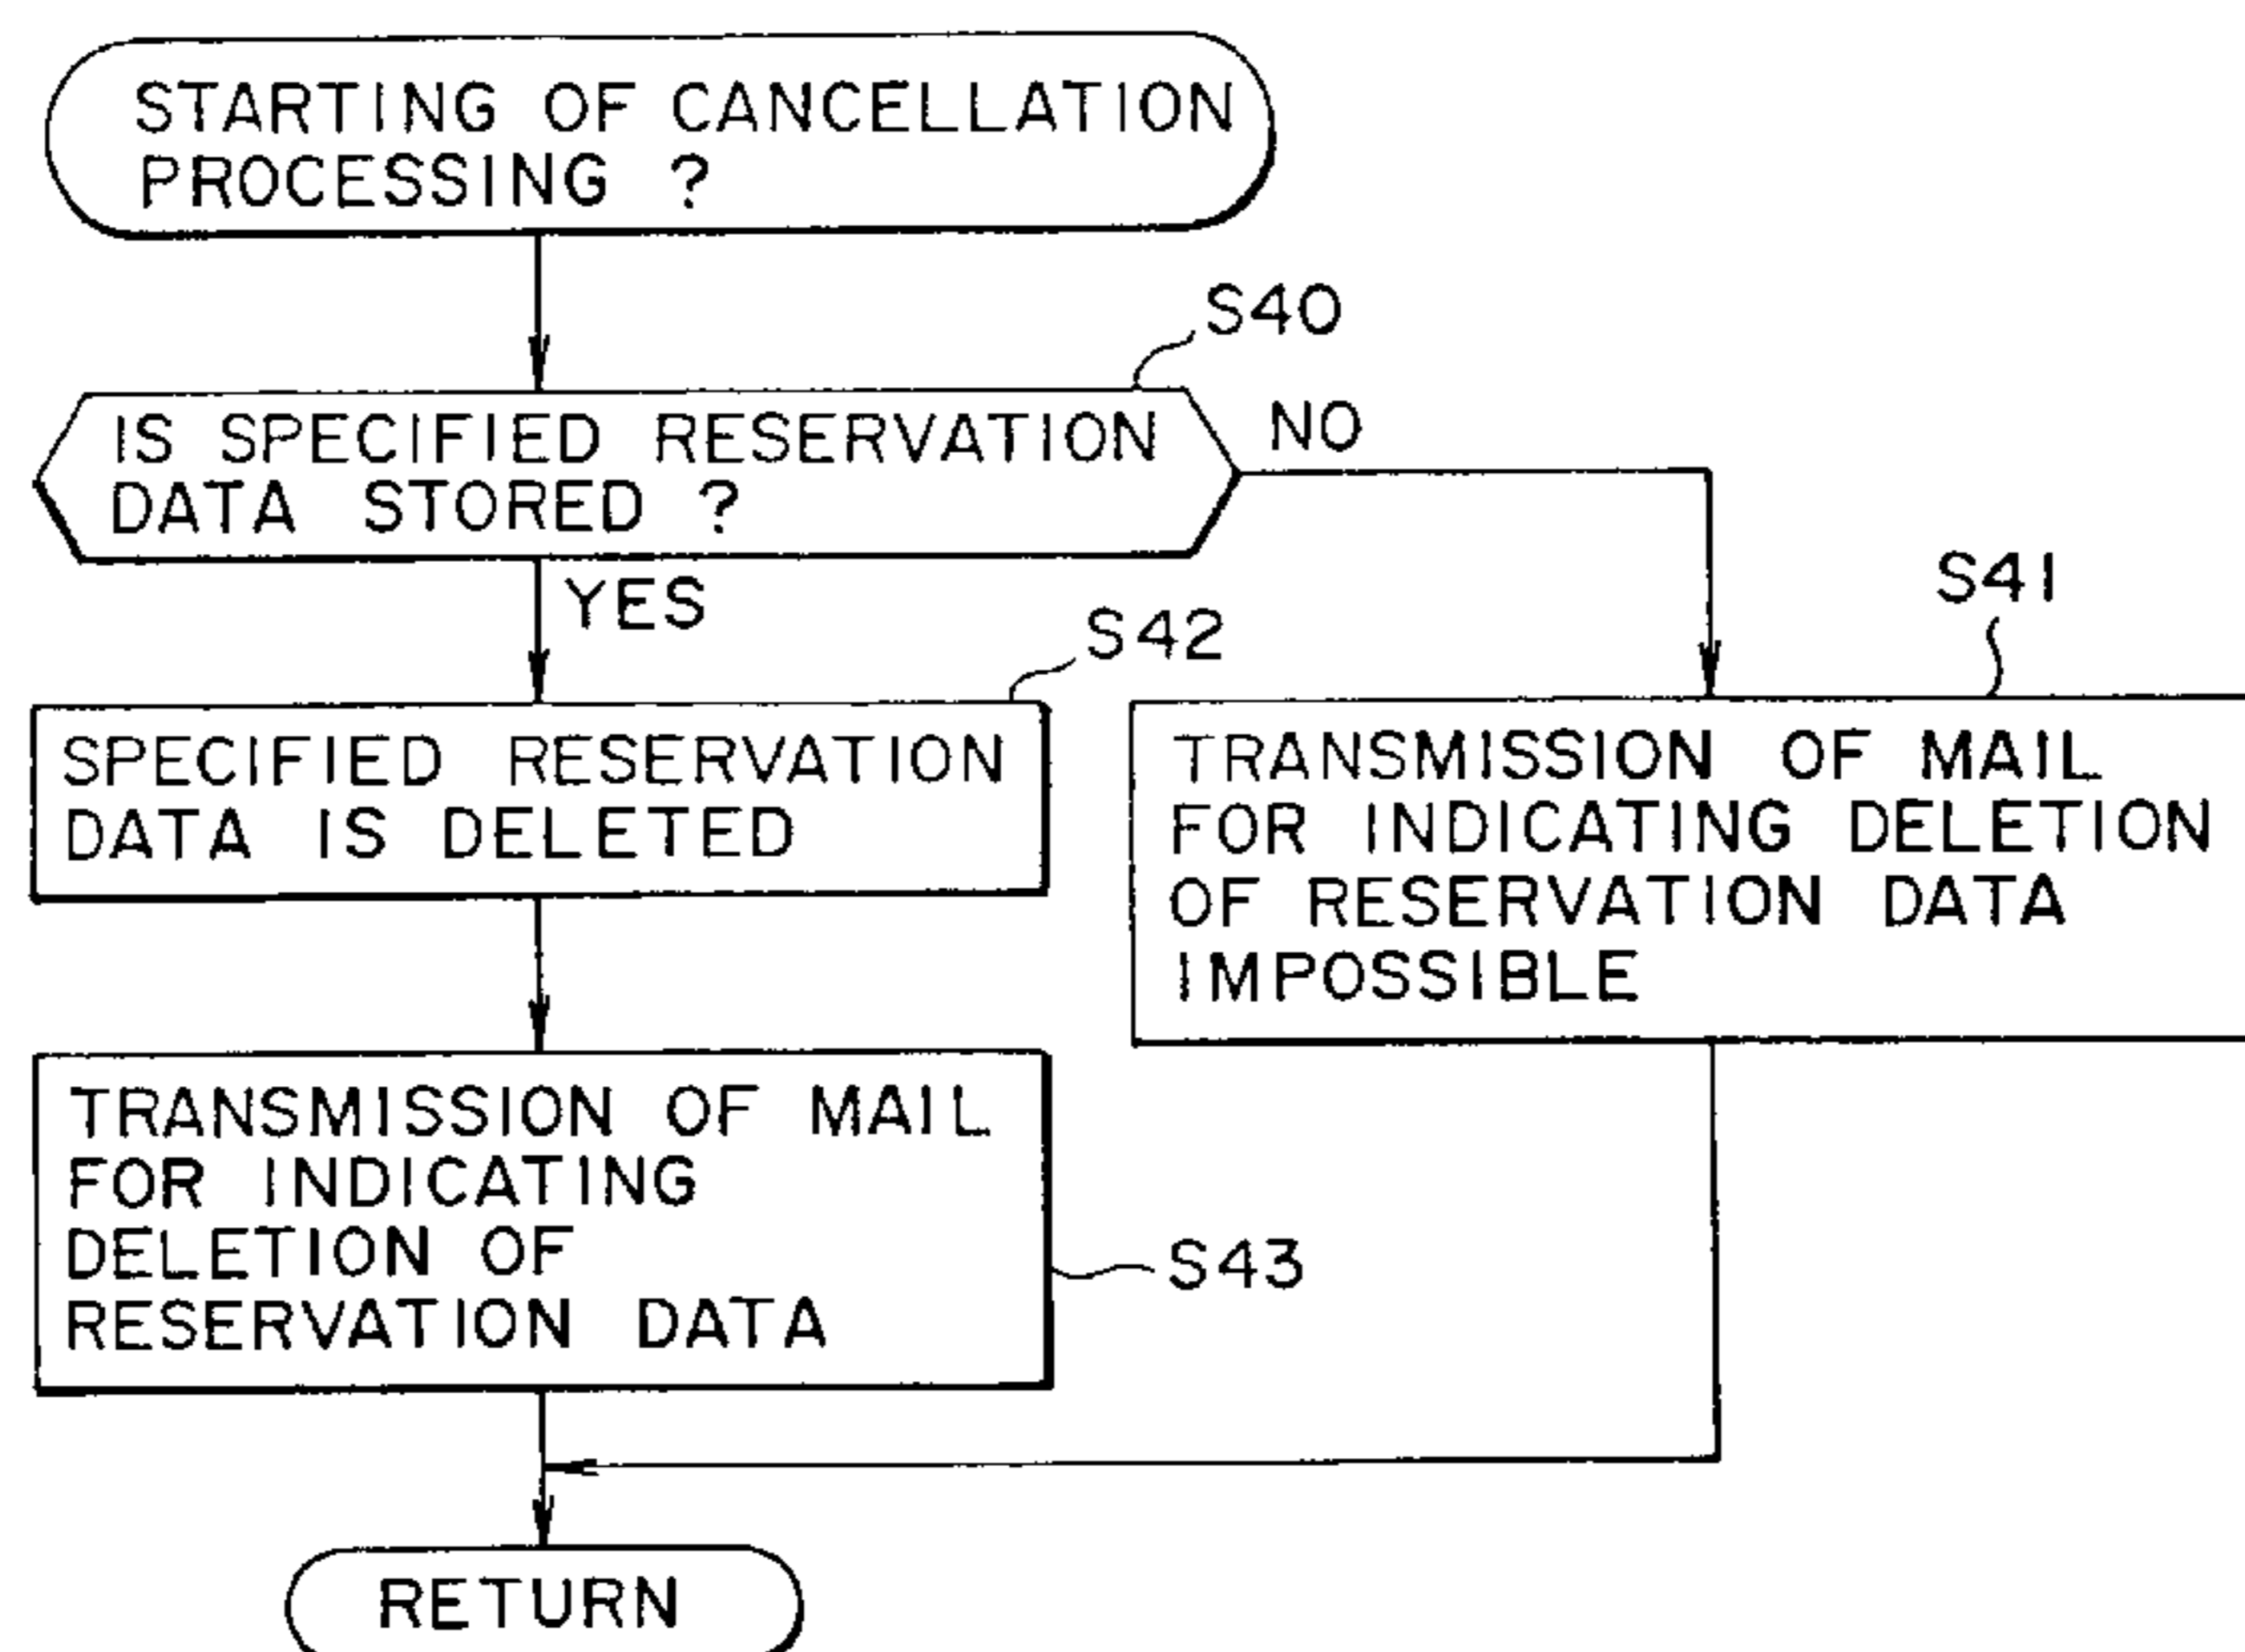 STARTING OF CANCELLATION
PROCESSING ?
S40
IS SPECIFIED RESERVATION
DATA STORED ?
NO
YES
S42
S41
SPECIFIED RESERVATION
DATA IS DELETED
TRANSMISSION OF MAIL
FOR INDICATING DELETION
OF RESERVATION DATA
IMPOSSIBLE
TRANSMISSION OF MAIL
FOR INDICATING
DELETION OF
RESERVATION DATA
S43
RETURN